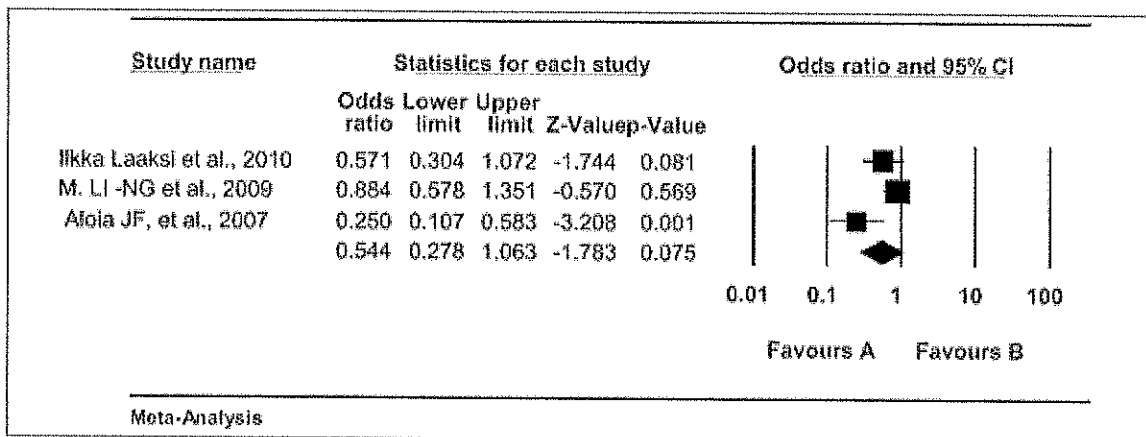 Study name Statistics for each study Odds ratio and 95% CI
Odds Lower Upper
ratio limit limit Z-Value p-Value
Ilkka Laaksi et al., 2010 0.571 0.304 1.072 -1.744 0.081
M. LI -NG et al., 2009 0.884 0.578 1.351 -0.570 0.569
Aloia JF, et al., 2007 0.250 0.107 0.583 -3.208 0.001
0.544 0.278 1.063 -1.783 0.075
0.01 0.1 1 10 100
Favours A Favours B
Meta-Analysis